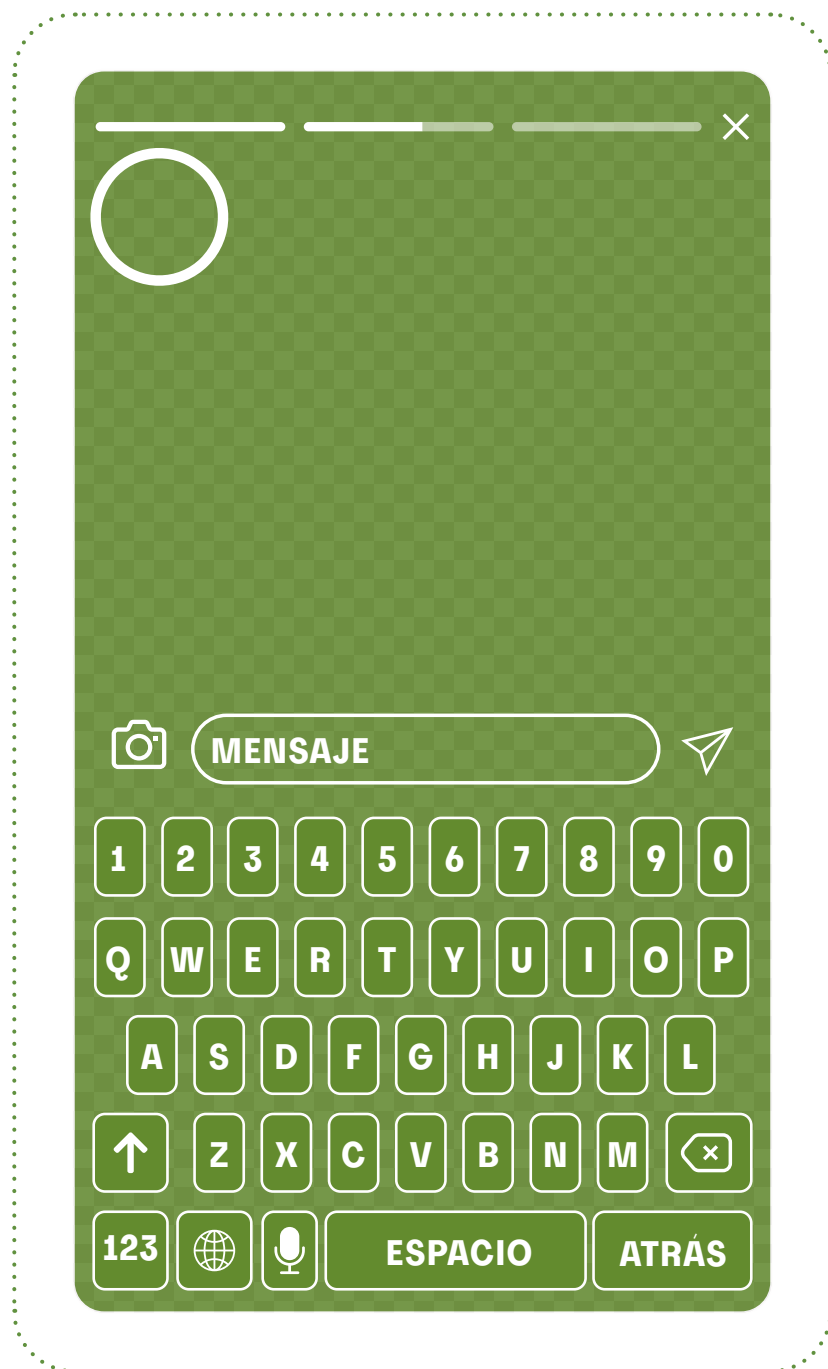 MENSAJE
1 2 3 4 5 6 7 8 9 0
Q W E R T Y U I O P
A S D F G H J K L
Z X C V B N M
123 ESPACIO ATRÁS